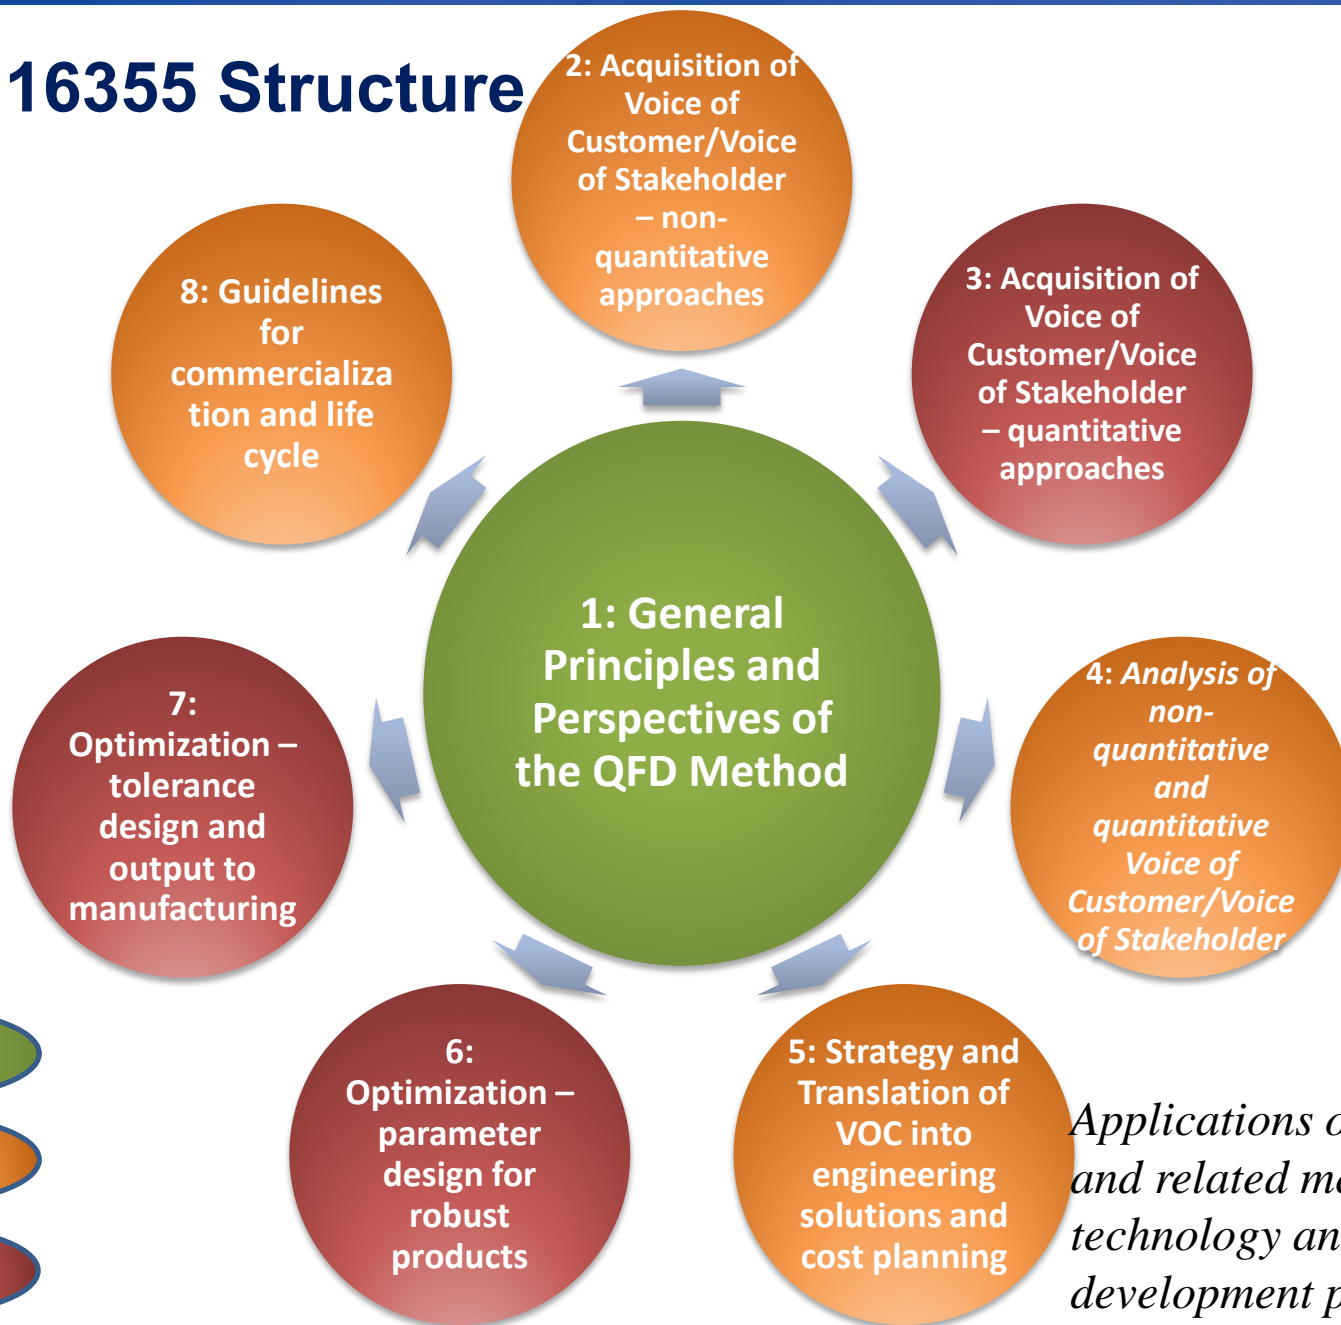 16355 Structure
2: Acquisition of
Voice of
Customer/Voice
of Stakeholder
– non-
quantitative
approaches
3: Acquisition of
Voice of
Customer/Voice
of Stakeholder
– quantitative
approaches
4: Analysis of
non-
quantitative
and
quantitative
Voice of
Customer/Voice
of Stakeholder
5: Strategy and
Translation of
VOC into
engineering
solutions and
cost planning
6:
Optimization –
parameter
design for
robust
products
7:
Optimization –
tolerance
design and
output to
manufacturing
8: Guidelines
for
commercializa
tion and life
cycle
1: General
Principles and
Perspectives of
the QFD Method
Applications
and related
technology
development